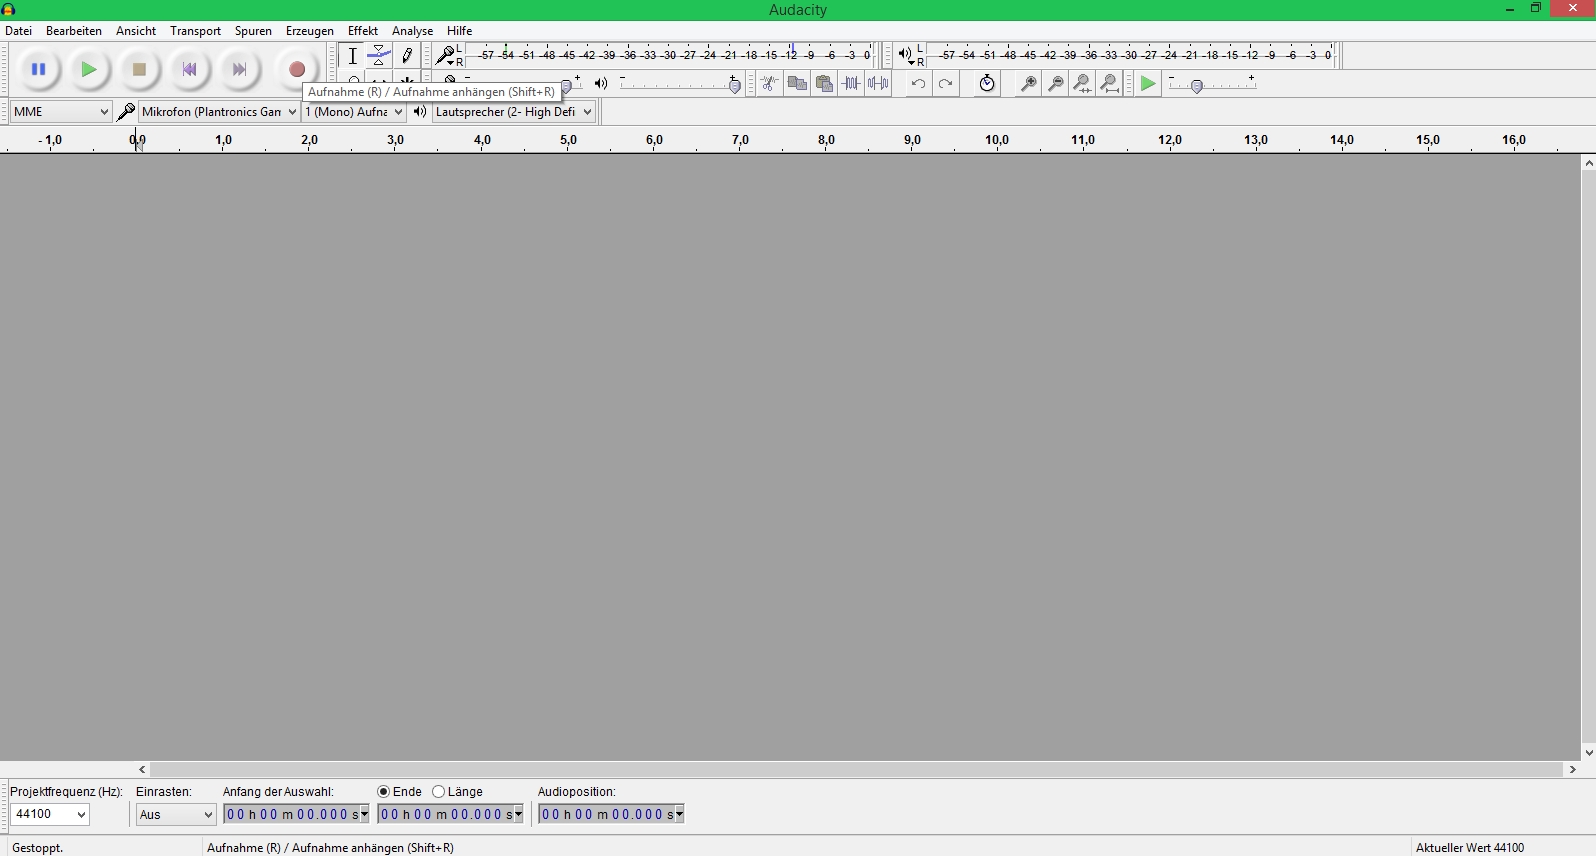 Audacity
Datei Bearbeiten Ansicht Transport Spuren Erzeugen Effekt Analyse Hilfe
L
R
-57 -54 -51 -48 -45 -42 -39 -36 -33 -30 -27 -24 -21 -18 -15 -12 -9 -6 -3 0
L
R
-57 -54 -51 -48 -45 -42 -39 -36 -33 -30 -27 -24 -21 -18 -15 -12 -9 -6 -3 0
Aufnahme (R) / Aufnahme anhängen (Shift+R)
MME Mikrofon (Plantronics Gan 1 (Mono) Aufna Lautsprecher (2- High Defi
- 1,0 0,0 1,0 2,0 3,0 4,0 5,0 6,0 7,0 8,0 9,0 10,0 11,0 12,0 13,0 14,0 15,0 16,0
Projektfrequenz (Hz): Einrasten: Anfang der Auswahl: Ende Länge Audioposition:
44100 Aus 00 h 00 m 00.000 s 00 h 00 m 00.000 s 00 h 00 m 00.000 s
Gestoppt. Aufnahme (R) / Aufnahme anhängen (Shift+R) Aktueller Wert 44100